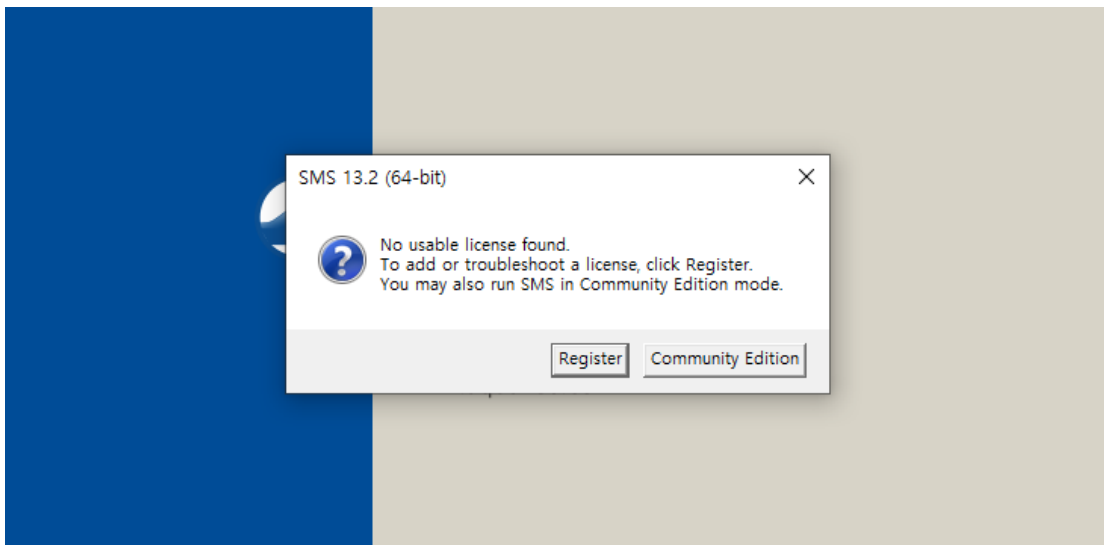 SMS 13.2 (64-bit)
No usable license found.
To add or troubleshoot a license, click Register.
You may also run SMS in Community Edition mode.
Register
Community Edition